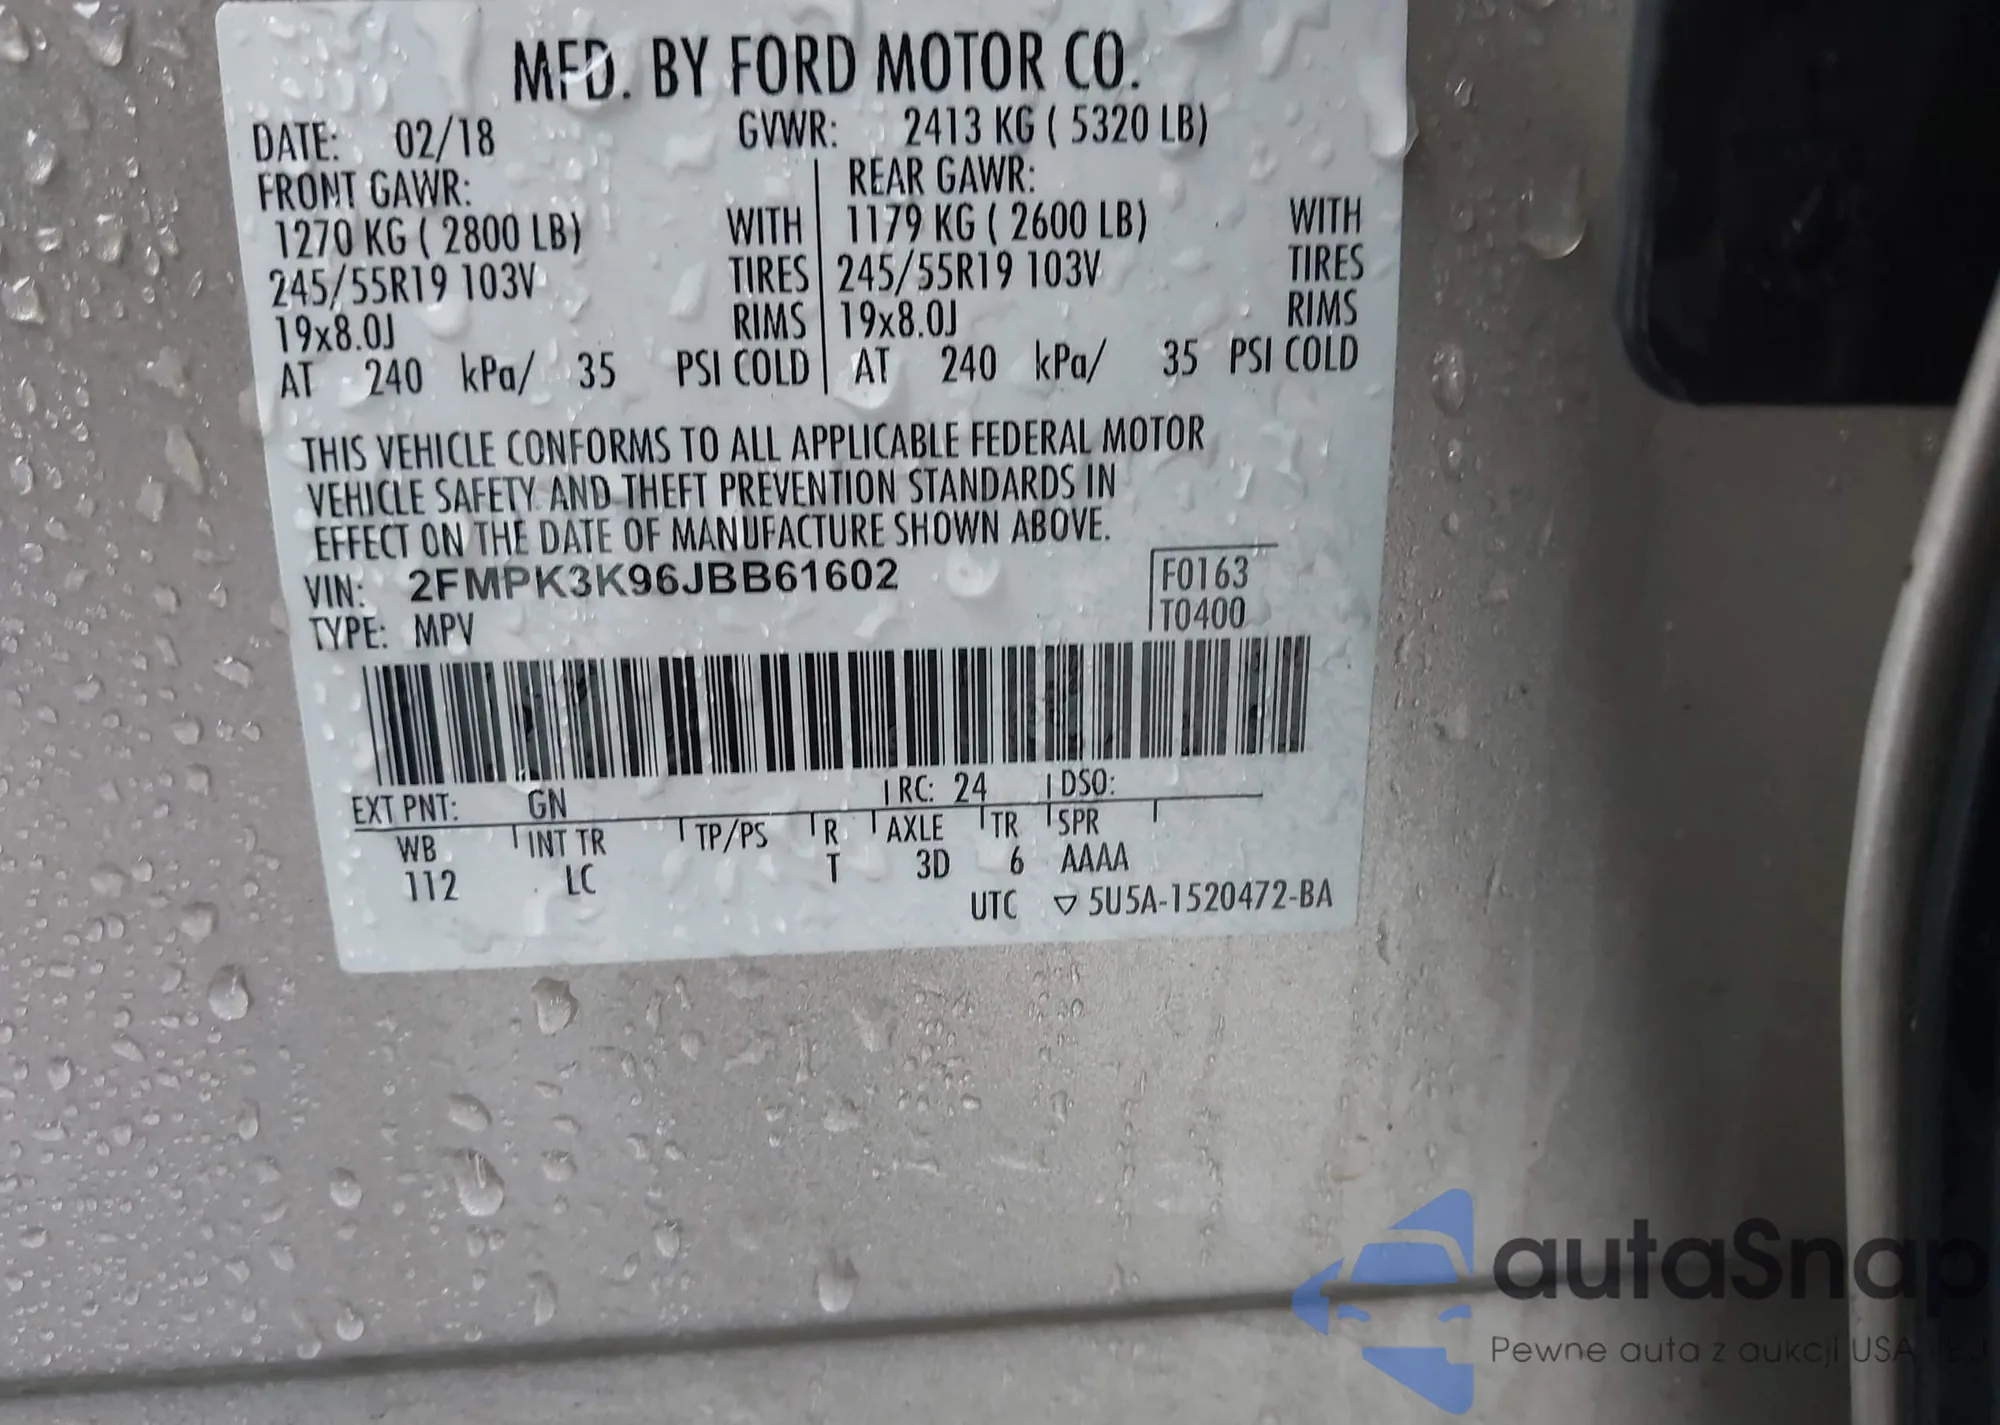 MFD. BY FORD MOTOR CO.
DATE: 02/18 GVWR: 2413 KG ( 5320 LB)
FRONT GAWR: REAR GAWR:
1270 KG ( 2800 LB) WITH 1179 KG ( 2600 LB) WITH
245/55R19 103V TIRES 245/55R19 103V TIRES
19x8.0J RIMS 19x8.0J RIMS
AT 240 kPa/ 35 PSI COLD AT 240 kPa/ 35 PSI COLD
THIS VEHICLE CONFORMS TO ALL APPLICABLE FEDERAL MOTOR
VEHICLE SAFETY AND THEFT PREVENTION STANDARDS IN
EFFECT ON THE DATE OF MANUFACTURE SHOWN ABOVE.
VIN: 2FMPK3K96JBB61602 F0163
TYPE: MPV T0400
EXT PNT: GN RC: 24 DSO:
WB INT TR TP/PS R AXLE TR SPR
112 LC T 3D 6 AAAA
UTC 5U5A-1520472-BA
autaSnap
Pewne auta z aukcji USA